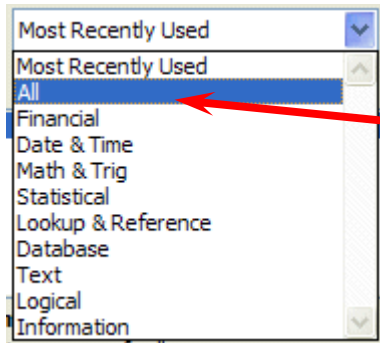 Most Recently Used
Most Recently Used
All
Financial
Date & Time
Math & Trig
Statistical
Lookup & Reference
Database
Text
Logical
Information